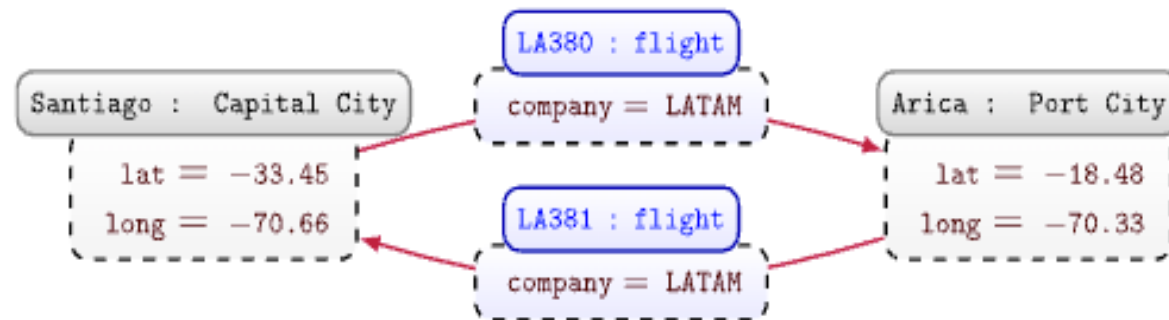 LA380 : flight
company = LATAM
Santiago : Capital City
lat = −33.45
long = −70.66
Arica : Port City
lat = −18.48
long = −70.33
LA381 : flight
company = LATAM